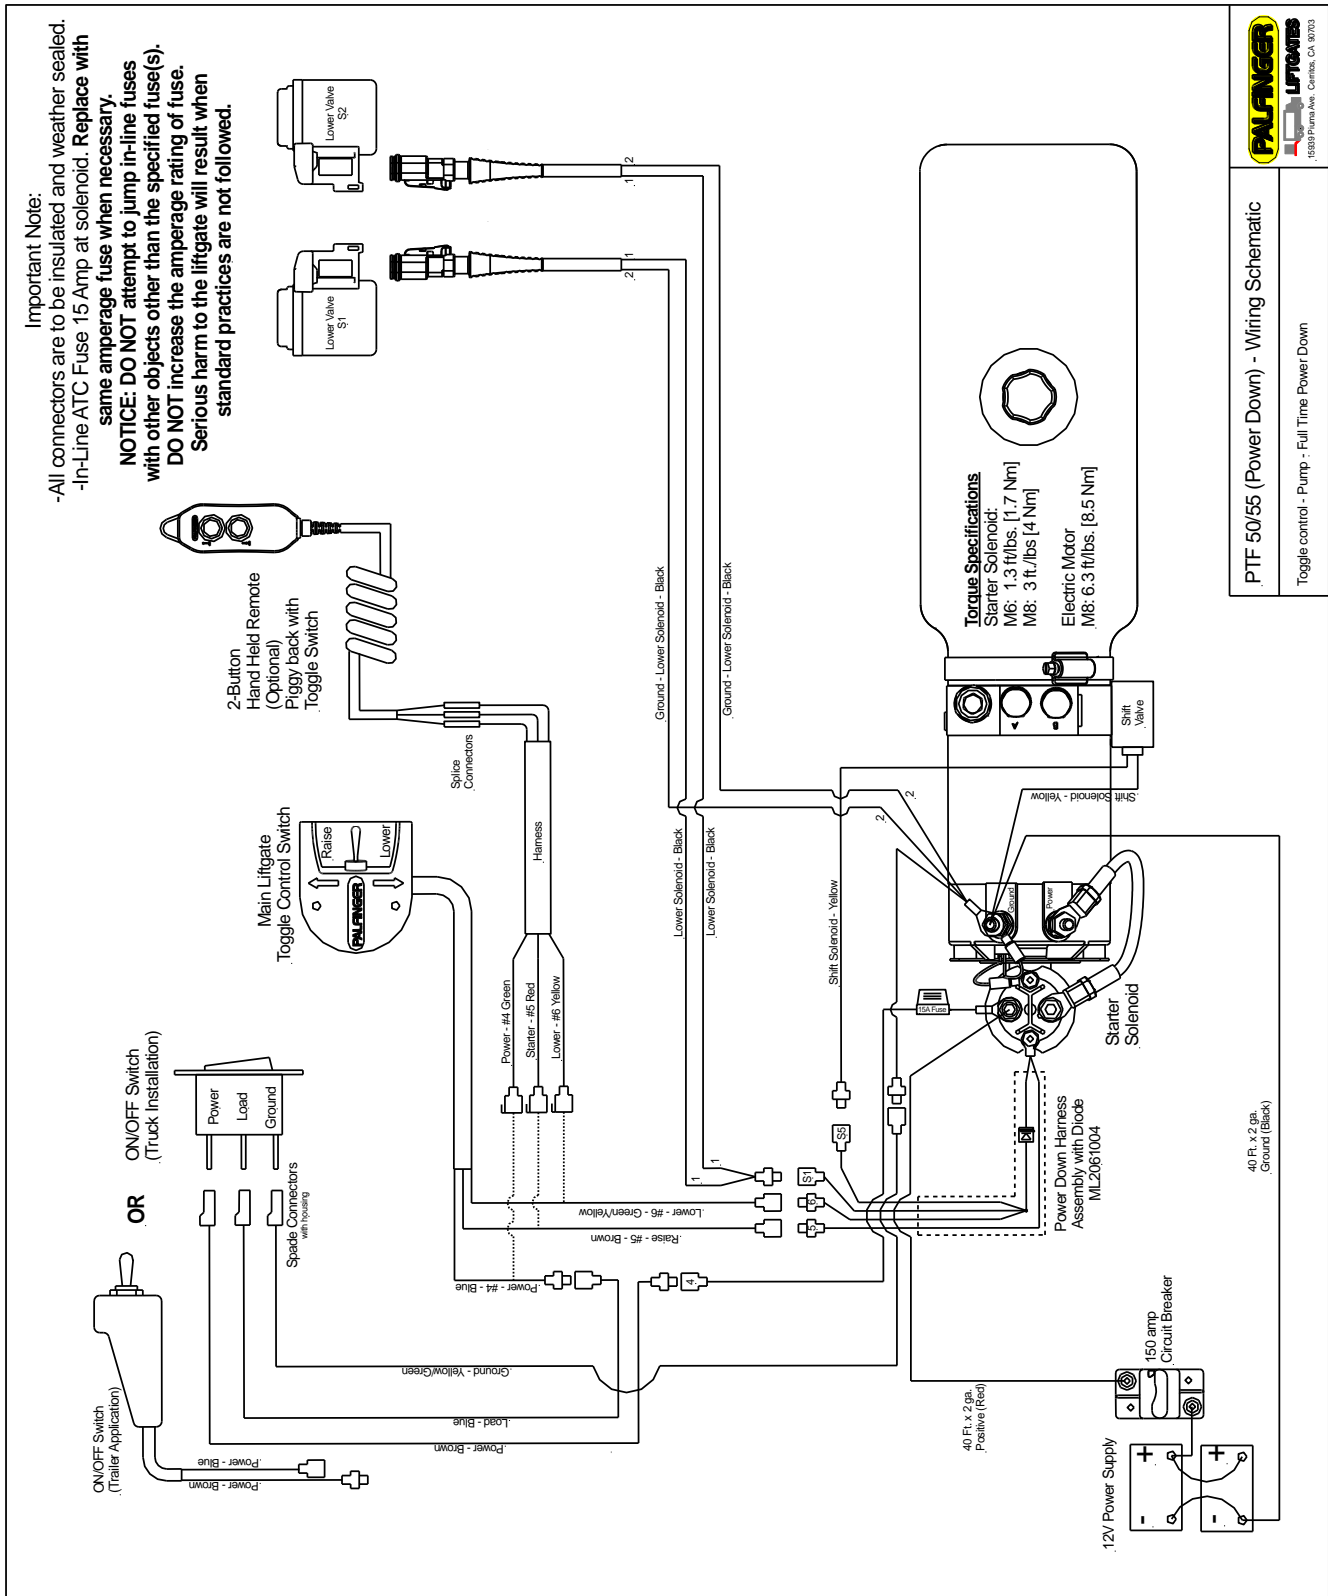 Important Note:
-All connectors are to be insulated and weather sealed.
-In-Line ATC Fuse 15 Amp at solenoid. Replace with
same amperage fuse when necessary.
NOTICE: DO NOT attempt to jump in-line fuses
with other objects other than the specified fuse(s).
DO NOT increase the amperage rating of fuse.
Serious harm to the liftgate will result when
standard practices are not followed.
ON/OFF Switch
(Trailer Application)
Power - Blue
Power - Brown
OR
ON/OFF Switch
(Truck Installation)
Power
Load
Ground
Spade Connectors
with housing
Main Liftgate
Toggle Control Switch
Raise
Lower
PALFINGER
2-Button
Hand Held Remote
(Optional)
Piggy back with
Toggle Switch
Splice
Connectors
Harness
Power - #4 Green
Starter - #5 Red
Lower - #6 Yellow
Lower Valve
S1
Lower Valve
S2
1
2
1
2
Power - Brown
Load - Blue
Ground - Yellow/Green
Power - #4 - Blue
Raise - #5 - Brown
Lower - #6 - Green/Yellow
4
5
6
S1
S5
1
1
Lower Solenoid - Black
Lower Solenoid - Black
Ground - Lower Solenoid - Black
Ground - Lower Solenoid - Black
2
2
Shift Solenoid - Yellow
Shift Solenoid - Yellow
Shift
Valve
A
B
15A Fuse
Ground
Power
Starter
Solenoid
Power Down Harness
Assembly with Diode
ML2061004
Torque Specifications
Starter Solenoid:
M6: 1.3 ft/lbs. [1.7 Nm]
M8: 3 ft./lbs [4 Nm]
Electric Motor
M8: 6.3 ft/lbs. [8.5 Nm]
12V Power Supply
+
-
+
-
150 amp
Circuit Breaker
40 Ft. x 2 ga.
Positive (Red)
40 Ft. x 2 ga.
Ground (Black)
PTF 50/55 (Power Down) - Wiring Schematic
Toggle control - Pump - Full Time Power Down
PALFINGER
LIFTGATES
15939 Piuma Ave. Cerritos, CA 90703